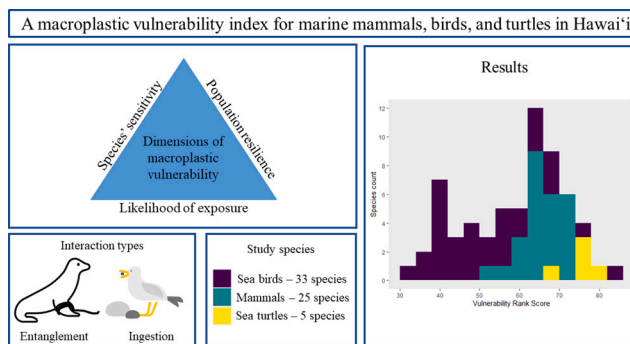 A macroplastic vulnerability index for marine mammals, birds, and turtles in Hawai‘i
Species’ sensitivity
Population resilience
Dimensions of
macroplastic
vulnerability
Likelihood of exposure
Interaction types
Entanglement
Ingestion
Study species
Sea birds – 33 species
Mammals – 25 species
Sea turtles – 5 species
Results
Species count
12
10
8
6
4
2
0
30 40 50 60 70 80
Vulnerability Rank Score